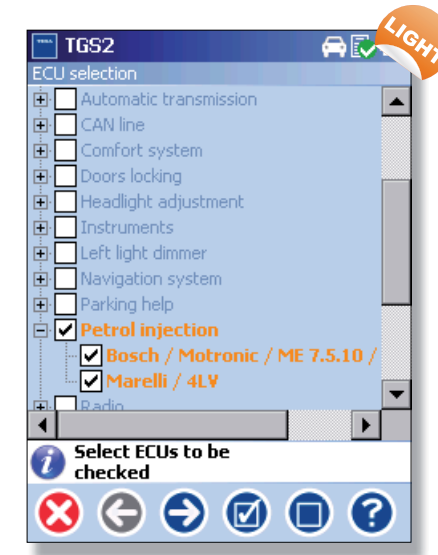 LIGHT
TEXA TGS2
ECU selection
Automatic transmission
CAN line
Comfort system
Doors locking
Headlight adjustment
Instruments
Left light dimmer
Navigation system
Parking help
Petrol injection
Bosch / Motronic / ME 7.5.10 /
Marelli / 4LV
Radio
Select ECUs to be
checked